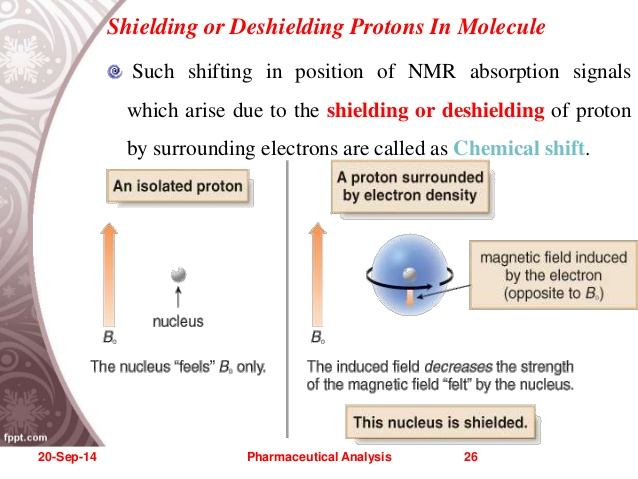 Shielding or Deshielding Protons In Molecule
Such shifting in position of NMR absorption signals
which arise due to the shielding or deshielding of proton
by surrounding electrons are called as Chemical shift.
An isolated proton
B₀
nucleus
The nucleus “feels” B₀ only.
A proton surrounded
by electron density
B₀
magnetic field induced
by the electron
(opposite to B₀)
The induced field decreases the strength
of the magnetic field “felt” by the nucleus.
This nucleus is shielded.
fppt.com
20-Sep-14
Pharmaceutical Analysis
26